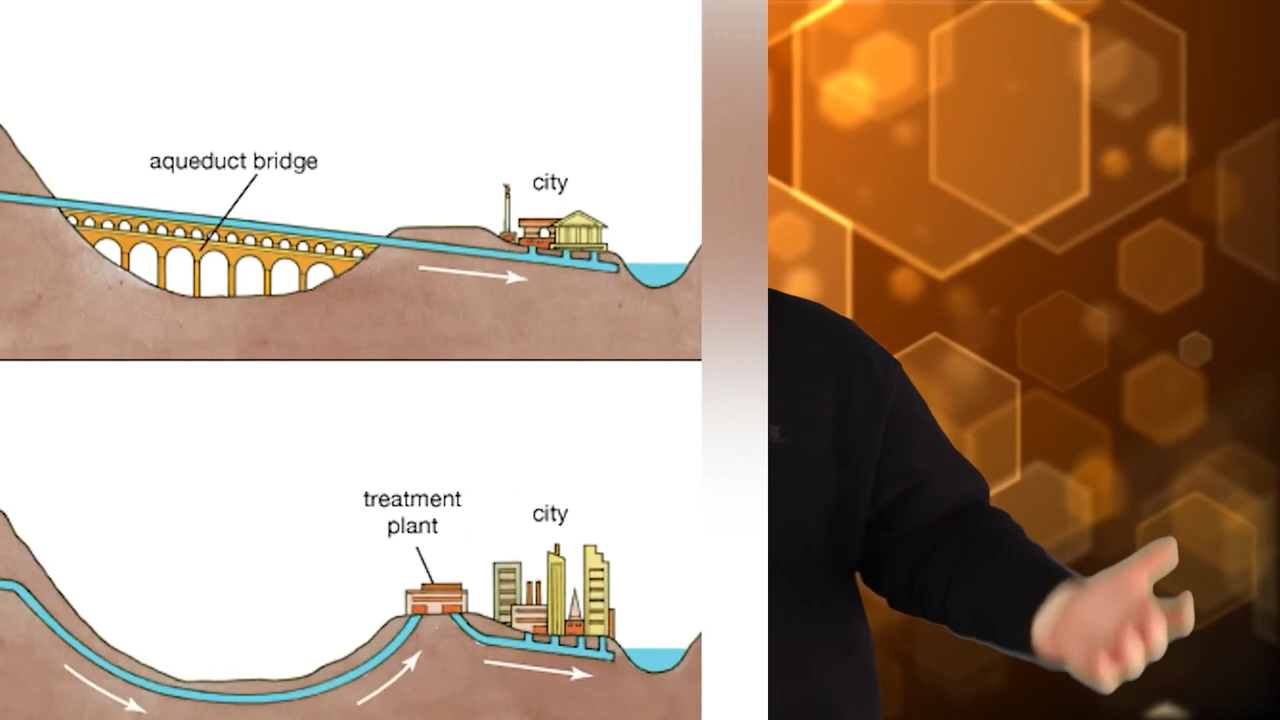 aqueduct bridge
city
treatment
plant
city